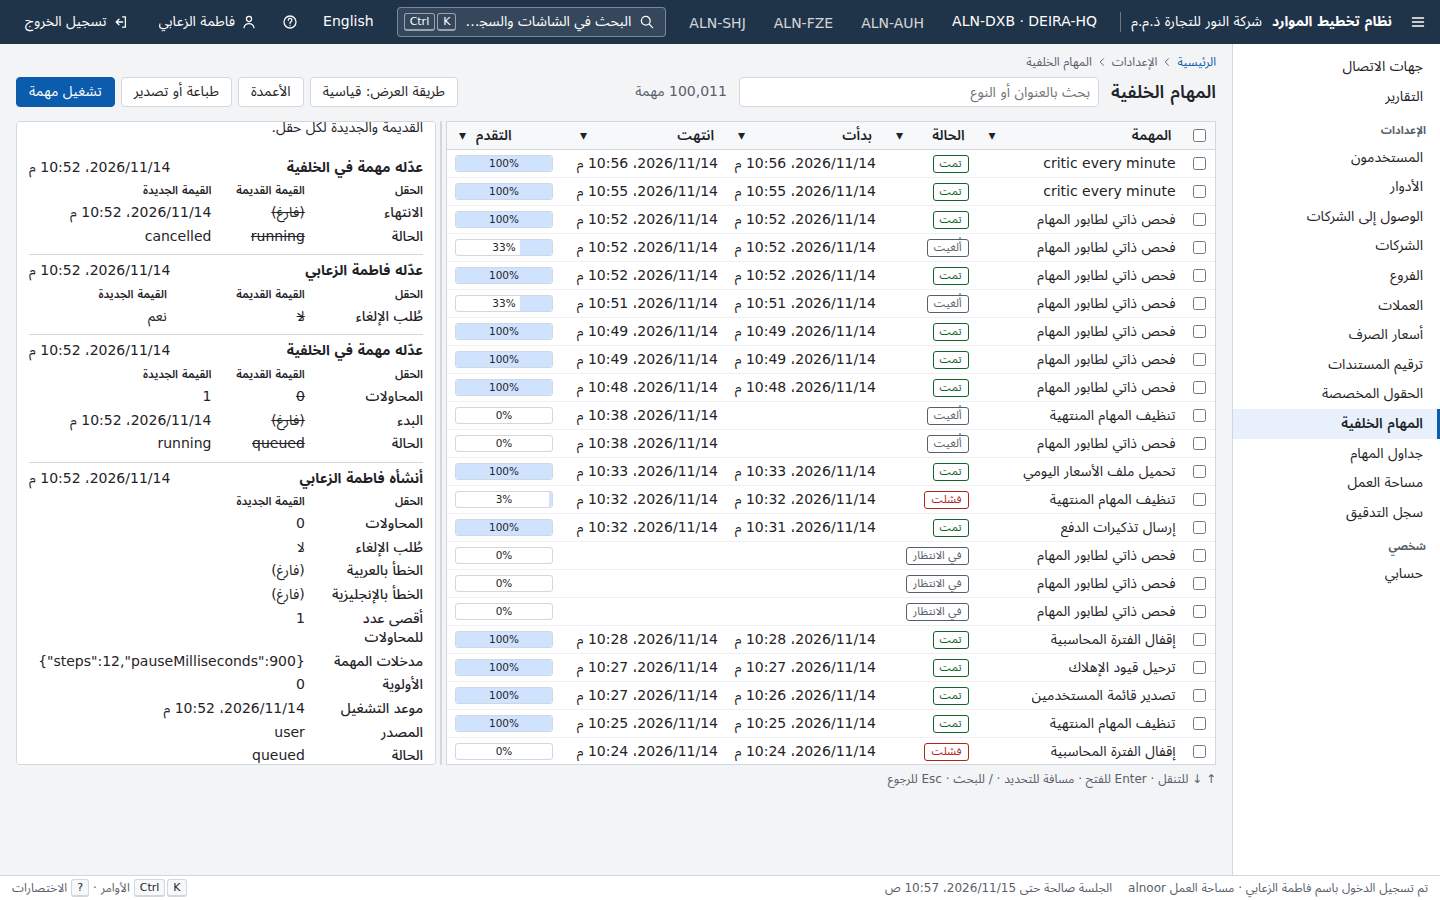 نظام تخطيط الموارد شركة النور للتجارة ذ.م.م ALN-DXB · DEIRA-HQ ALN-AUH ALN-FZE ALN-SHJ البحث في الشاشات والسجـ... Ctrl K English فاطمة الزعابي تسجيل الخروج
جهات الاتصال
التقارير
الإعدادات
المستخدمون
الأدوار
الوصول إلى الشركات
الشركات
الفروع
العملات
أسعار الصرف
ترقيم المستندات
الحقول المخصصة
المهام الخلفية
جداول المهام
مساحة العمل
سجل التدقيق
شخصي
حسابي
الرئيسية الإعدادات المهام الخلفية
المهام الخلفية بحث بالعنوان أو النوع 100,011 مهمة طريقة العرض: قياسية الأعمدة طباعة أو تصدير تشغيل مهمة
المهمة الحالة بدأت انتهت التقدم
critic every minute تمت 2026/11/14، 10:56 م 2026/11/14، 10:56 م 100%
critic every minute تمت 2026/11/14، 10:55 م 2026/11/14، 10:55 م 100%
فحص ذاتي لطابور المهام تمت 2026/11/14، 10:52 م 2026/11/14، 10:52 م 100%
فحص ذاتي لطابور المهام ألغيت 2026/11/14، 10:52 م 2026/11/14، 10:52 م 33%
فحص ذاتي لطابور المهام تمت 2026/11/14، 10:52 م 2026/11/14، 10:52 م 100%
فحص ذاتي لطابور المهام ألغيت 2026/11/14، 10:51 م 2026/11/14، 10:51 م 33%
فحص ذاتي لطابور المهام تمت 2026/11/14، 10:49 م 2026/11/14، 10:49 م 100%
فحص ذاتي لطابور المهام تمت 2026/11/14، 10:49 م 2026/11/14، 10:49 م 100%
فحص ذاتي لطابور المهام تمت 2026/11/14، 10:48 م 2026/11/14، 10:48 م 100%
تنظيف المهام المنتهية ألغيت 2026/11/14، 10:38 م 0%
فحص ذاتي لطابور المهام ألغيت 2026/11/14، 10:38 م 0%
تحميل ملف الأسعار اليومي تمت 2026/11/14، 10:33 م 2026/11/14، 10:33 م 100%
تنظيف المهام المنتهية فشلت 2026/11/14، 10:32 م 2026/11/14، 10:32 م 3%
إرسال تذكيرات الدفع تمت 2026/11/14، 10:31 م 2026/11/14، 10:32 م 100%
فحص ذاتي لطابور المهام في الانتظار 0%
فحص ذاتي لطابور المهام في الانتظار 0%
فحص ذاتي لطابور المهام في الانتظار 0%
إقفال الفترة المحاسبية تمت 2026/11/14، 10:28 م 2026/11/14، 10:28 م 100%
ترحيل قيود الإهلاك تمت 2026/11/14، 10:27 م 2026/11/14، 10:27 م 100%
تصدير قائمة المستخدمين تمت 2026/11/14، 10:26 م 2026/11/14، 10:27 م 100%
تنظيف المهام المنتهية تمت 2026/11/14، 10:25 م 2026/11/14، 10:25 م 100%
إقفال الفترة المحاسبية فشلت 2026/11/14، 10:24 م 2026/11/14، 10:24 م 0%
↑ ↓ للتنقل · Enter للفتح · مسافة للتحديد · / للبحث · Esc للرجوع
القديمة والجديدة لكل حقل.
عدّله مهمة في الخلفية 2026/11/14، 10:52 م
الحقل القيمة القديمة القيمة الجديدة
الانتهاء (فارغ) 2026/11/14، 10:52 م
الحالة running cancelled
عدّله فاطمة الزعابي 2026/11/14، 10:52 م
الحقل القيمة القديمة القيمة الجديدة
طُلب الإلغاء لا نعم
عدّله مهمة في الخلفية 2026/11/14، 10:52 م
الحقل القيمة القديمة القيمة الجديدة
المحاولات 0 1
البدء (فارغ) 2026/11/14، 10:52 م
الحالة queued running
أنشأه فاطمة الزعابي 2026/11/14، 10:52 م
الحقل القيمة الجديدة
المحاولات 0
طُلب الإلغاء لا
الخطأ بالعربية (فارغ)
الخطأ بالإنجليزية (فارغ)
أقصى عدد 1
للمحاولات
مدخلات المهمة {"steps":12,"pauseMilliseconds":900}
الأولوية 0
موعد التشغيل 2026/11/14، 10:52 م
المصدر user
الحالة queued
تم تسجيل الدخول باسم فاطمة الزعابي · مساحة العمل alnoor الجلسة صالحة حتى 2026/11/15، 10:57 ص Ctrl K الأوامر · ? الاختصارات